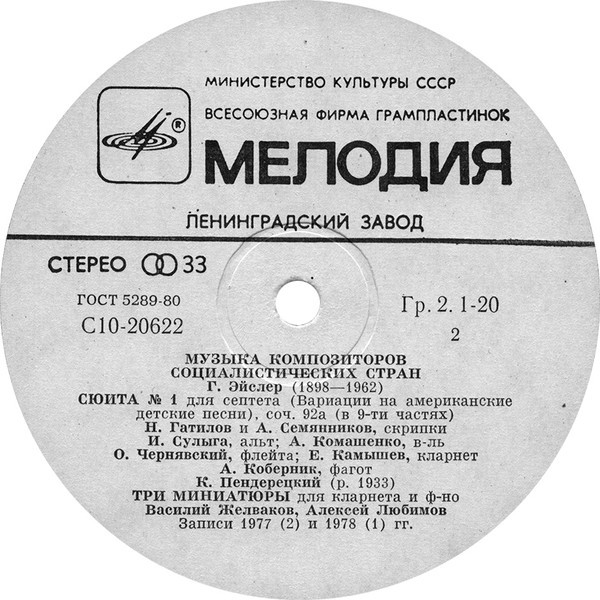 МИНИСТЕРСТВО КУЛЬТУРЫ СССР
ВСЕСОЮЗНАЯ ФИРМА ГРАМПЛАСТИНОК
®
МЕЛОДИЯ
ЛЕНИНГРАДСКИЙ ЗАВОД
СТЕРЕО 33
ГОСТ 5289-80
Гр. 2. 1-20
С10-20622
2
МУЗЫКА КОМПОЗИТОРОВ
СОЦИАЛИСТИЧЕСКИХ СТРАН
Г. Эйслер (1898—1962)
СЮИТА № 1 для септета (Вариации на американские
детские песни), соч. 92а (в 9-ти частях)
Н. Гатилов и А. Семянников, скрипки
И. Сулыга, альт; А. Комашенко, в-ль
О. Чернявский, флейта; Е. Камышев, кларнет
А. Коберник, фагот
К. Пендерецкий (р. 1933)
ТРИ МИНИАТЮРЫ для кларнета и ф-но
Василий Желваков, Алексей Любимов
Записи 1977 (2) и 1978 (1) гг.